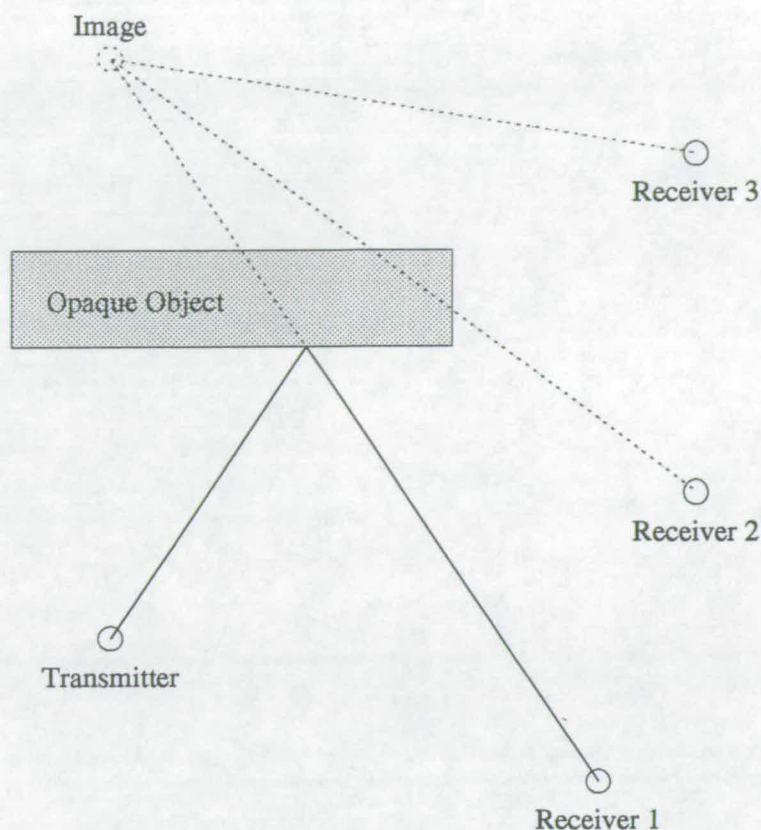 Image
Receiver 3
Opaque Object
Receiver 2
Transmitter
Receiver 1